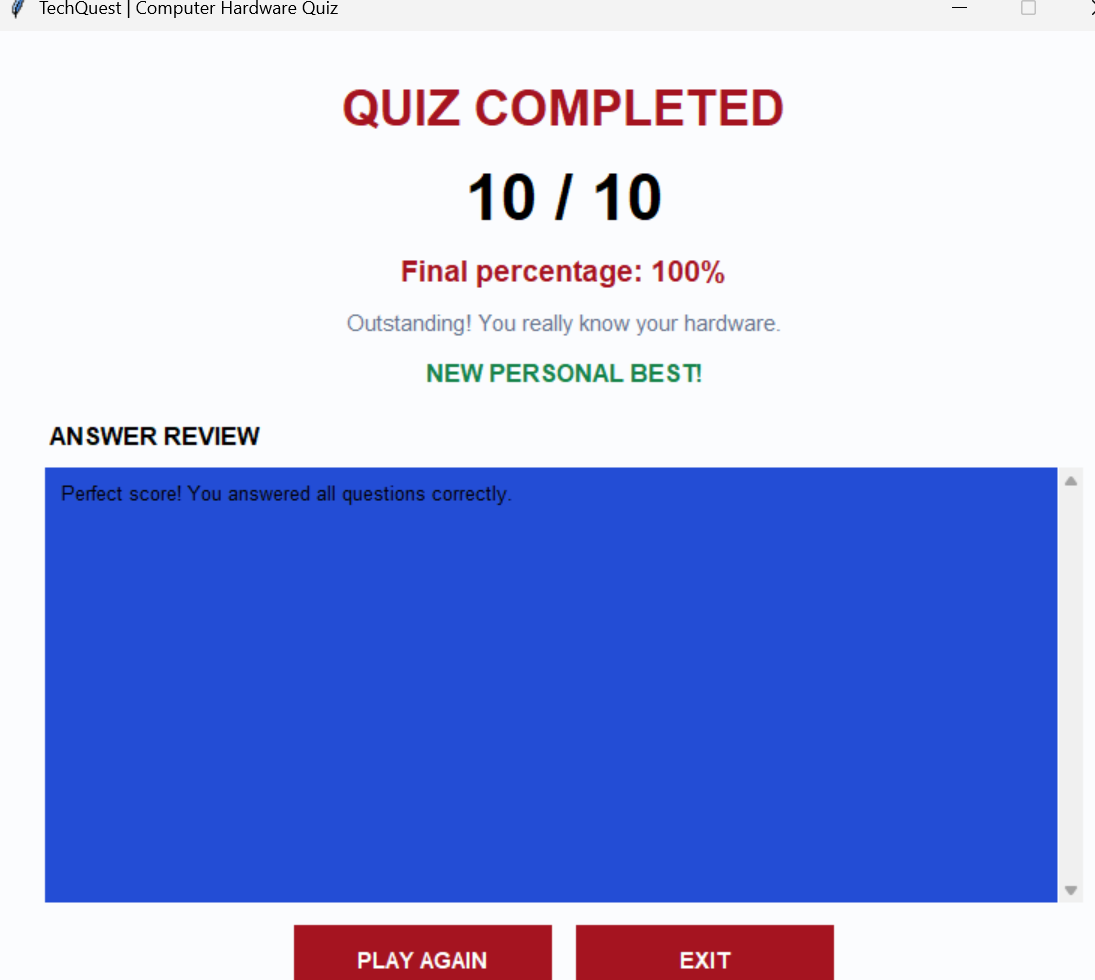 TechQuest | Computer Hardware Quiz
QUIZ COMPLETED
10 / 10
Final percentage: 100%
Outstanding! You really know your hardware.
NEW PERSONAL BEST!
ANSWER REVIEW
Perfect score! You answered all questions correctly.
PLAY AGAIN
EXIT